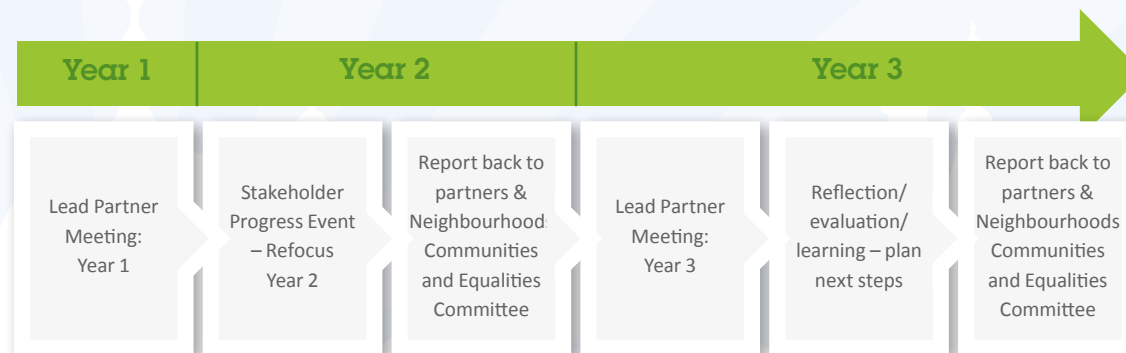 Year 1
Year 2
Year 3
Lead Partner
Meeting:
Year 1
Stakeholder
Progress Event
– Refocus
Year 2
Report back to
partners &
Neighbourhoods
Communities
and Equalities
Committee
Lead Partner
Meeting:
Year 3
Reflection/
evaluation/
learning – plan
next steps
Report back to
partners &
Neighbourhoods
Communities
and Equalities
Committee